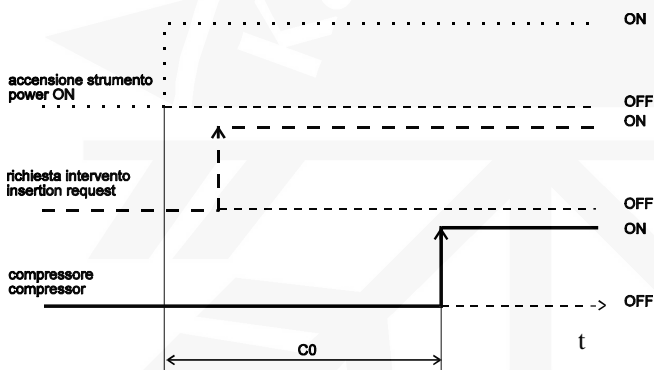 ON
accensione strumento
power ON
OFF
ON
richiesta intervento
insertion request
OFF
ON
compressore
compressor
OFF
t
C0